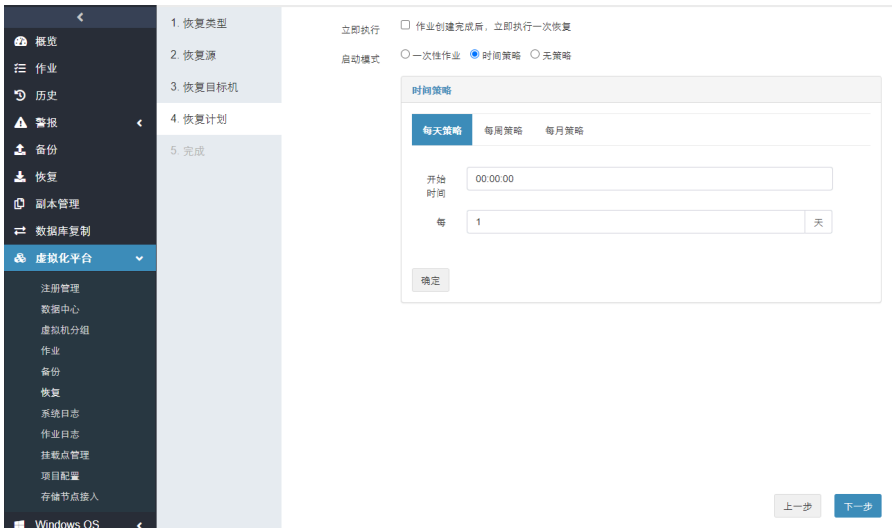 概览
作业
历史
警报
备份
恢复
副本管理
数据库复制
虚拟化平台
注册管理
数据中心
虚拟机分组
作业
备份
恢复
系统日志
作业日志
挂载点管理
项目配置
存储节点接入
Windows OS
1. 恢复类型
2. 恢复源
3. 恢复目标机
4. 恢复计划
5. 完成
立即执行 作业创建完成后，立即执行一次恢复
启动模式 一次性作业 时间策略 无策略
时间策略
每天策略 每周策略 每月策略
开始
时间
00:00:00
每 1 天
确定
上一步 下一步